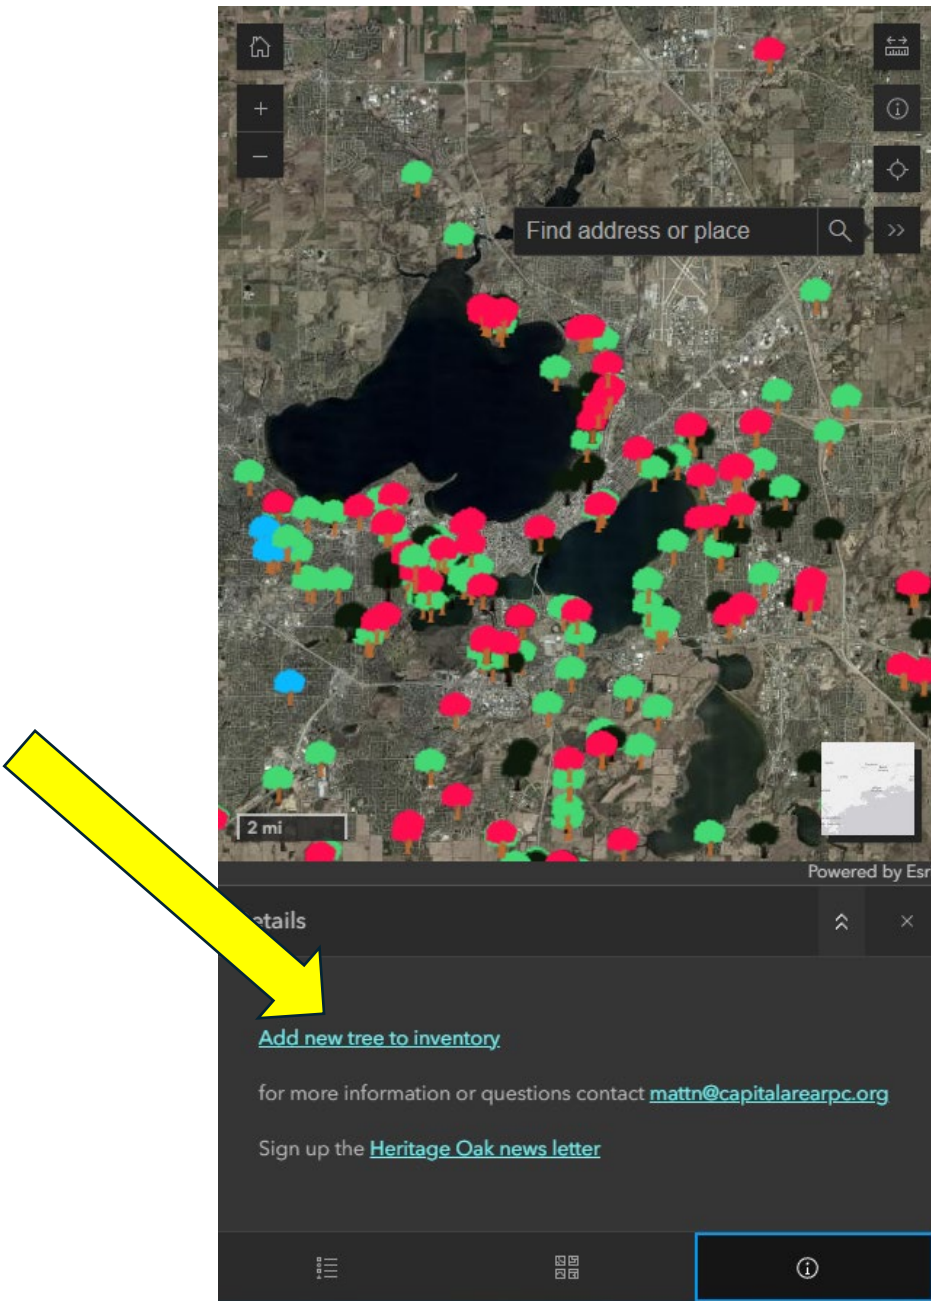 Find address or place
2 mi
Powered by Esr
etails
Add new tree to inventory
for more information or questions contact mattn@capitalarearpc.org
Sign up the Heritage Oak news letter